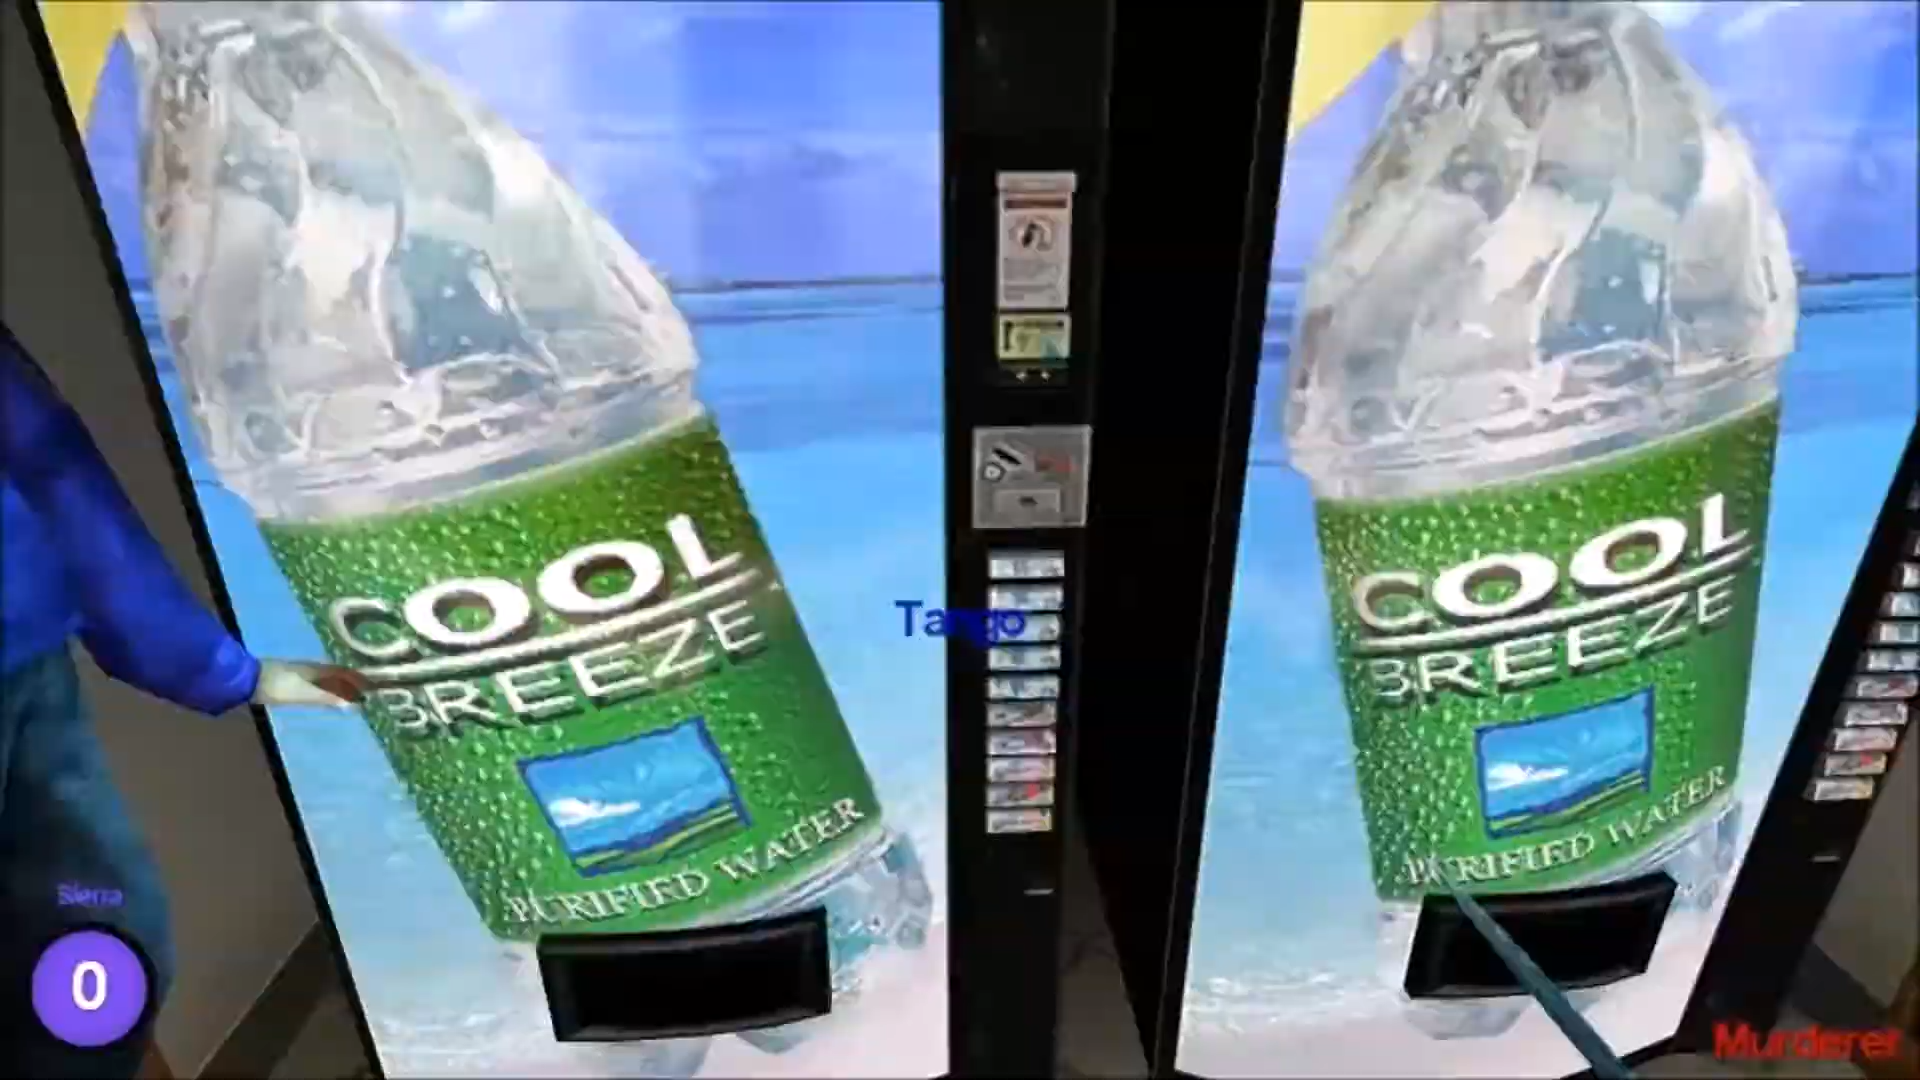 COOL
BREEZE
PURIFIED WATER
COOL
BREEZE
PURIFIED WATER
Tango
Sierra
0
Murderer